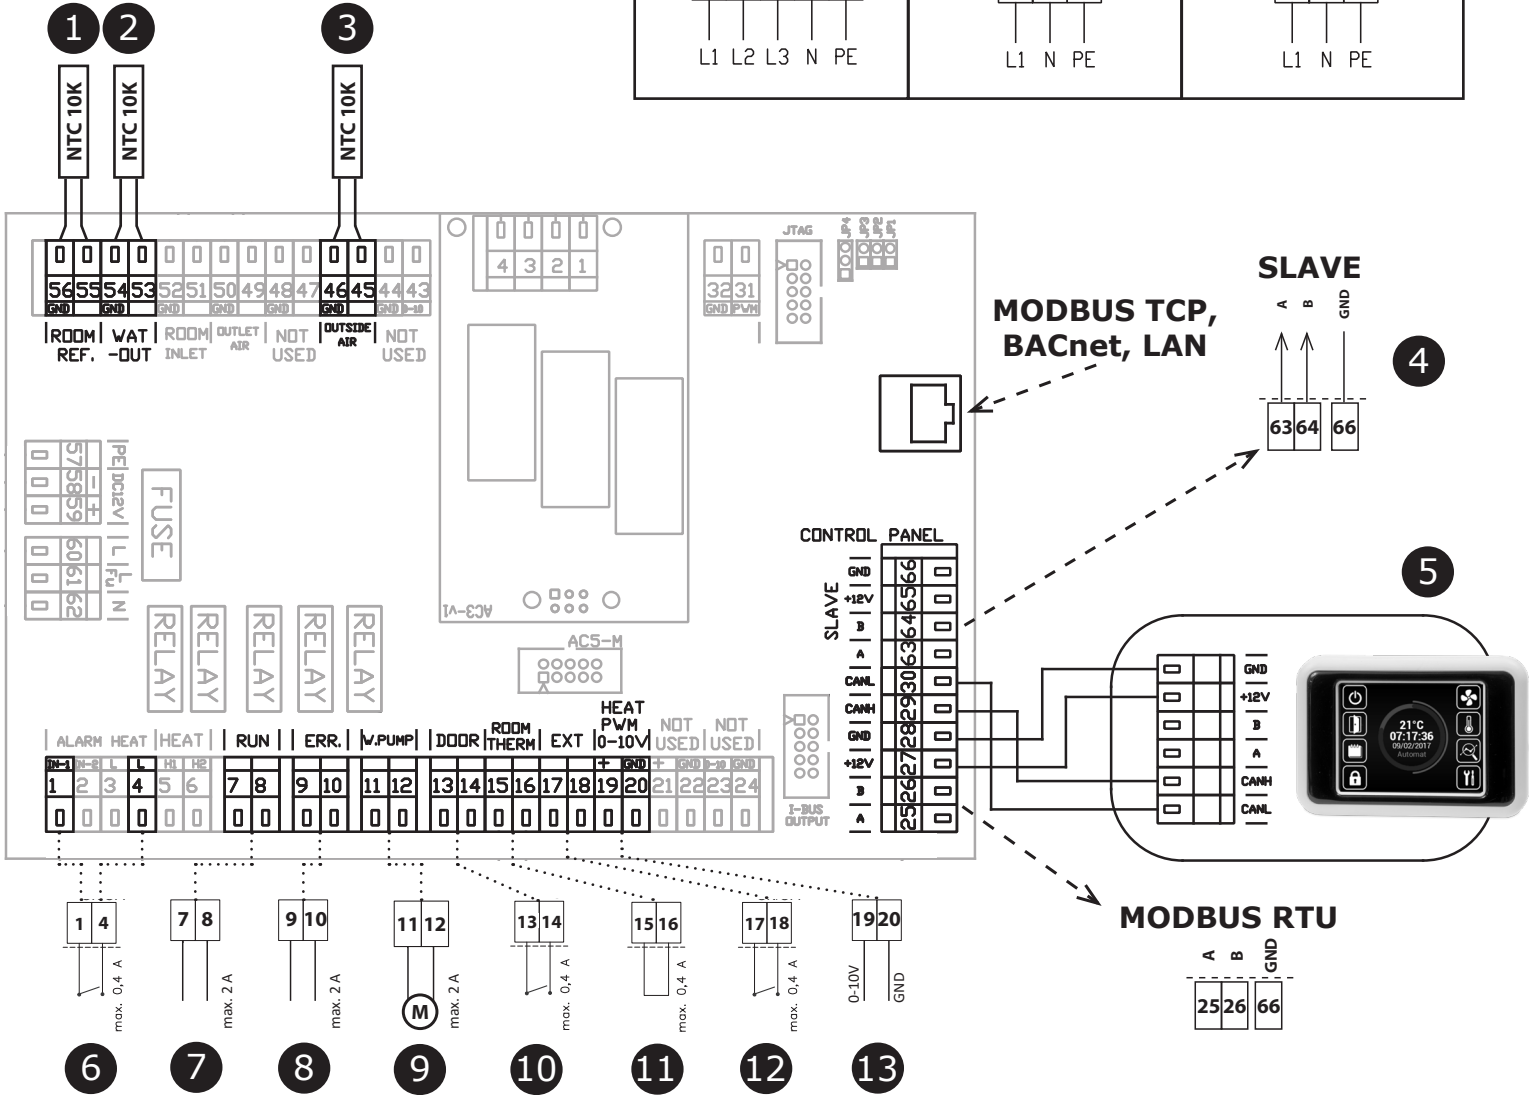 1 2 3
L1 L2 L3 N PE
L1 N PE
L1 N PE
NTC 10K
NTC 10K
NTC 10K
4 3 2 1
JTAG
JP4
JP3
JP2
JP1
56 55 54 53 52 51 50 49 48 47 46 45 44 43
GND GND GND GND GND GND GND 0-10
ROOM REF.
WAT -OUT
ROOM INLET
OUTLET AIR
NOT USED
OUTSIDE AIR
NOT USED
32 31
GND PWM
MODBUS TCP,
BACnet, LAN
SLAVE
A B GND
63 64 66
4
PE DC12V
57 58 59
- +
L L Fu N
60 61 62
FUSE
RELAY
RELAY
RELAY
RELAY
RELAY
AC3-v1
AC5-M
CONTROL PANEL
SLAVE
GND 66
+12V 65
B 64
A 63
CANL 30
CANH 29
GND 28
+12V 27
B 26
A 25
I-BUS
OUTPUT
5
GND
+12V
B
A
CANH
CANL
21°C
07:17:36
09/02/2017
Automat
ALARM HEAT
HEAT
RUN
ERR.
W.PUMP
DOOR
ROOM THERM
EXT
HEAT PWM 0-10V
NOT USED
NOT USED
IN-1 IN-2 L L H1 H2 + GND + GND 0-10 GND
1 2 3 4 5 6 7 8 9 10 11 12 13 14 15 16 17 18 19 20 21 22 23 24
1 4
max. 0,4 A
7 8
max. 2 A
9 10
max. 2 A
11 12
M
max. 2 A
13 14
max. 0,4 A
15 16
max. 0,4 A
17 18
max. 0,4 A
19 20
0-10V
GND
MODBUS RTU
A B GND
25 26 66
6 7 8 9 10 11 12 13